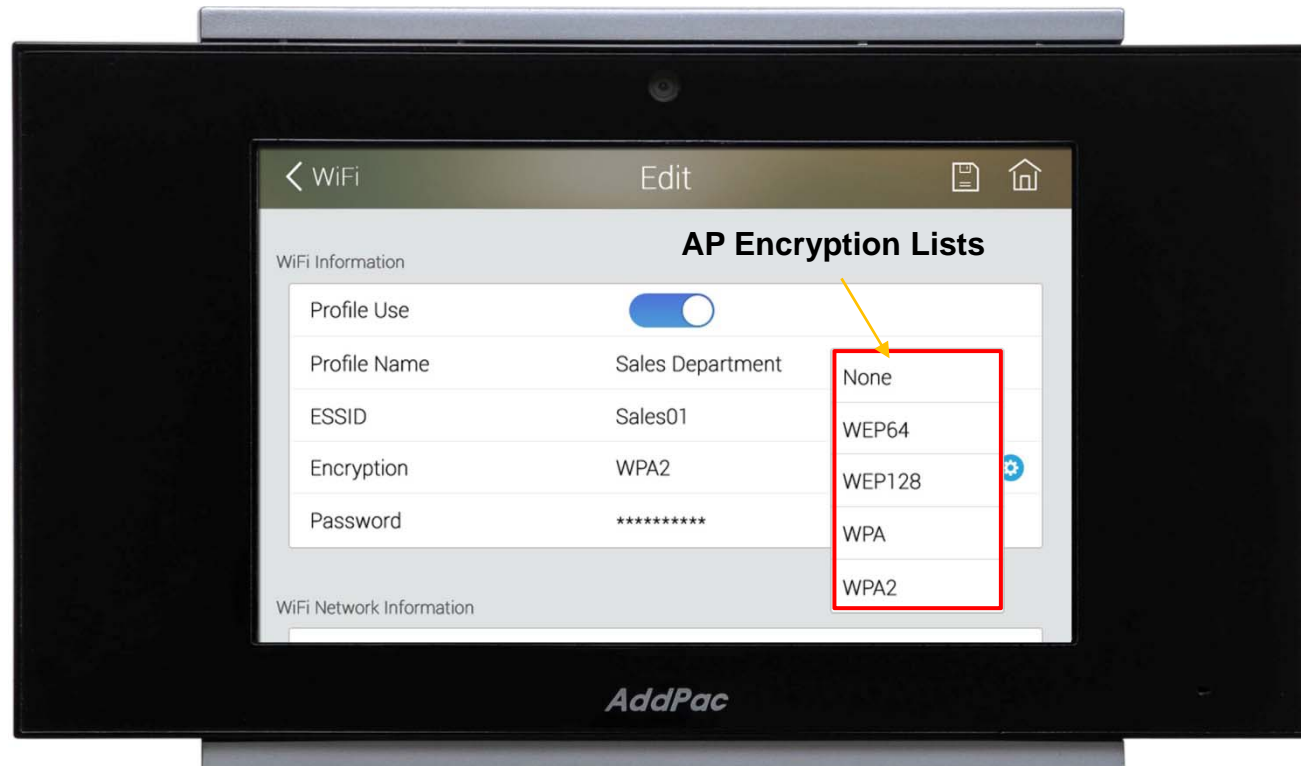 WiFi
Edit
AP Encryption Lists
WiFi Information
Profile Use
Profile Name
Sales Department
None
ESSID
Sales01
WEP64
Encryption
WPA2
WEP128
Password
**********
WPA
WPA2
WiFi Network Information
AddPac